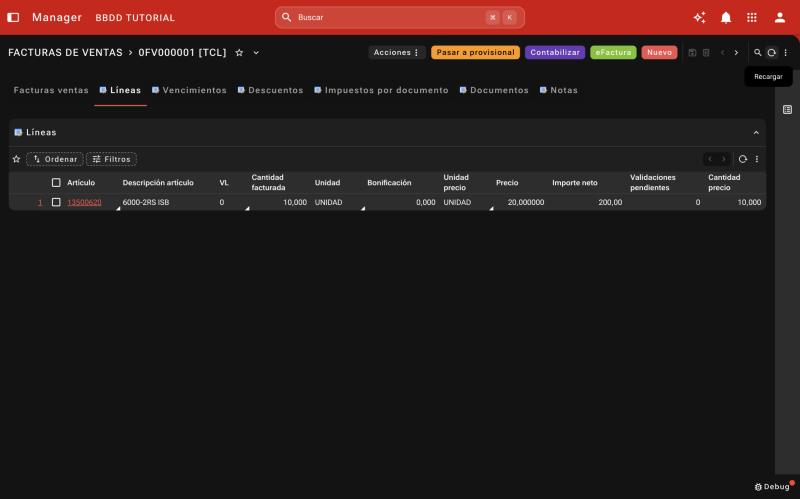 Manager BBDD TUTORIAL Buscar ⌘ K
FACTURAS DE VENTAS › 0FV000001 [TCL] Acciones Pasar a provisional Contabilizar eFactura Nuevo
Recargar
Facturas ventas Líneas Vencimientos Descuentos Impuestos por documento Documentos Notas
Líneas
Ordenar Filtros
Artículo Descripción artículo VL Cantidad facturada Unidad Bonificación Unidad precio Precio Importe neto Validaciones pendientes Cantidad precio
1 13500620 6000-2RS ISB 0 10,000 UNIDAD 0,000 UNIDAD 20,000000 200,00 0 10,000
Debug